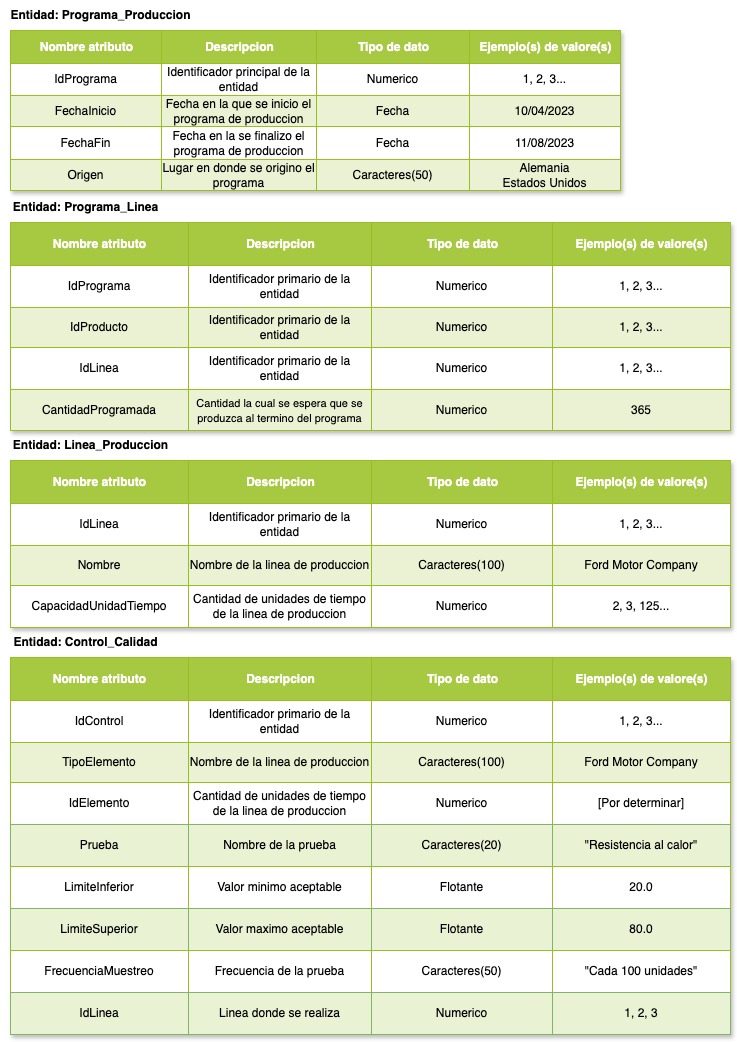 Entidad: Programa_Produccion
Nombre atributo Descripcion Tipo de dato Ejemplo(s) de valore(s)
IdPrograma Identificador principal de la entidad Numerico 1, 2, 3...
FechaInicio Fecha en la que se inicio el programa de produccion Fecha 10/04/2023
FechaFin Fecha en la se finalizo el programa de produccion Fecha 11/08/2023
Origen Lugar en donde se origino el programa Caracteres(50) Alemania Estados Unidos
Entidad: Programa_Linea
Nombre atributo Descripcion Tipo de dato Ejemplo(s) de valore(s)
IdPrograma Identificador primario de la entidad Numerico 1, 2, 3...
IdProducto Identificador primario de la entidad Numerico 1, 2, 3...
IdLinea Identificador primario de la entidad Numerico 1, 2, 3...
CantidadProgramada Cantidad la cual se espera que se produzca al termino del programa Numerico 365
Entidad: Linea_Produccion
Nombre atributo Descripcion Tipo de dato Ejemplo(s) de valore(s)
IdLinea Identificador primario de la entidad Numerico 1, 2, 3...
Nombre Nombre de la linea de produccion Caracteres(100) Ford Motor Company
CapacidadUnidadTiempo Cantidad de unidades de tiempo de la linea de produccion Numerico 2, 3, 125...
Entidad: Control_Calidad
Nombre atributo Descripcion Tipo de dato Ejemplo(s) de valore(s)
IdControl Identificador primario de la entidad Numerico 1, 2, 3...
TipoElemento Nombre de la linea de produccion Caracteres(100) Ford Motor Company
IdElemento Cantidad de unidades de tiempo de la linea de produccion Numerico [Por determinar]
Prueba Nombre de la prueba Caracteres(20) "Resistencia al calor"
LimiteInferior Valor minimo aceptable Flotante 20.0
LimiteSuperior Valor maximo aceptable Flotante 80.0
FrecuenciaMuestreo Frecuencia de la prueba Caracteres(50) "Cada 100 unidades"
IdLinea Linea donde se realiza Numerico 1, 2, 3